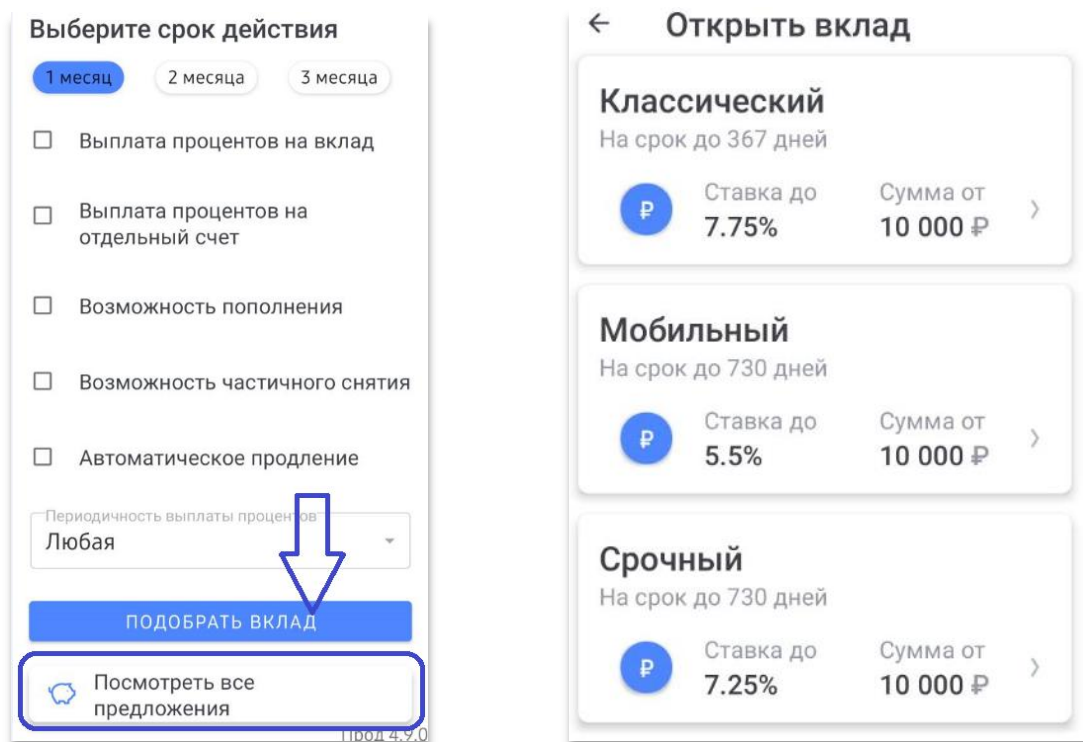 Выберите срок действия
1 месяц
2 месяца
3 месяца
Выплата процентов на вклад
Выплата процентов на
отдельный счет
Возможность пополнения
Возможность частичного снятия
Автоматическое продление
Периодичность выплаты процентов
Любая
ПОДОБРАТЬ ВКЛАД
Посмотреть все
предложения
Прод 4.9.0
Открыть вклад
Классический
На срок до 367 дней
Ставка до
7.75%
Сумма от
10 000 ₽
Мобильный
На срок до 730 дней
Ставка до
5.5%
Сумма от
10 000 ₽
Срочный
На срок до 730 дней
Ставка до
7.25%
Сумма от
10 000 ₽